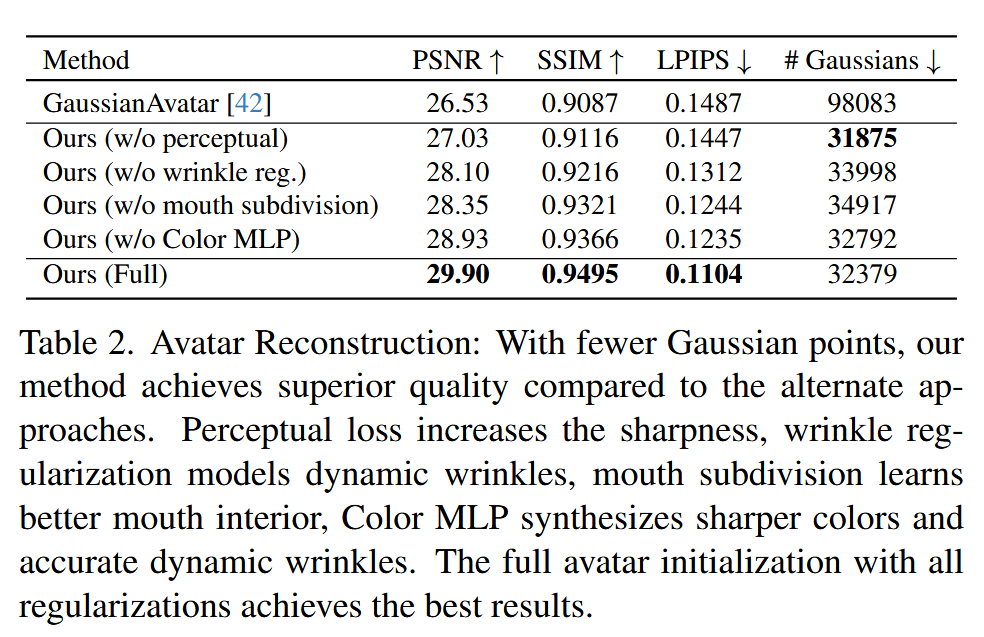 Method PSNR ↑ SSIM ↑ LPIPS ↓ # Gaussians ↓
GaussianAvatar [42] 26.53 0.9087 0.1487 98083
Ours (w/o perceptual) 27.03 0.9116 0.1447 31875
Ours (w/o wrinkle reg.) 28.10 0.9216 0.1312 33998
Ours (w/o mouth subdivision) 28.35 0.9321 0.1244 34917
Ours (w/o Color MLP) 28.93 0.9366 0.1235 32792
Ours (Full) 29.90 0.9495 0.1104 32379
Table 2. Avatar Reconstruction: With fewer Gaussian points, our
method achieves superior quality compared to the alternate ap-
proaches. Perceptual loss increases the sharpness, wrinkle reg-
ularization models dynamic wrinkles, mouth subdivision learns
better mouth interior, Color MLP synthesizes sharper colors and
accurate dynamic wrinkles. The full avatar initialization with all
regularizations achieves the best results.